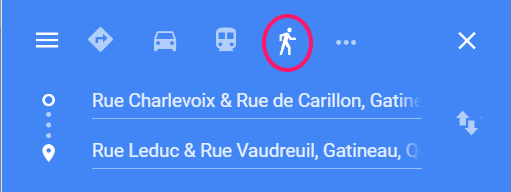 Rue Charlevoix & Rue de Carillon, Gatine
Rue Leduc & Rue Vaudreuil, Gatineau, Q